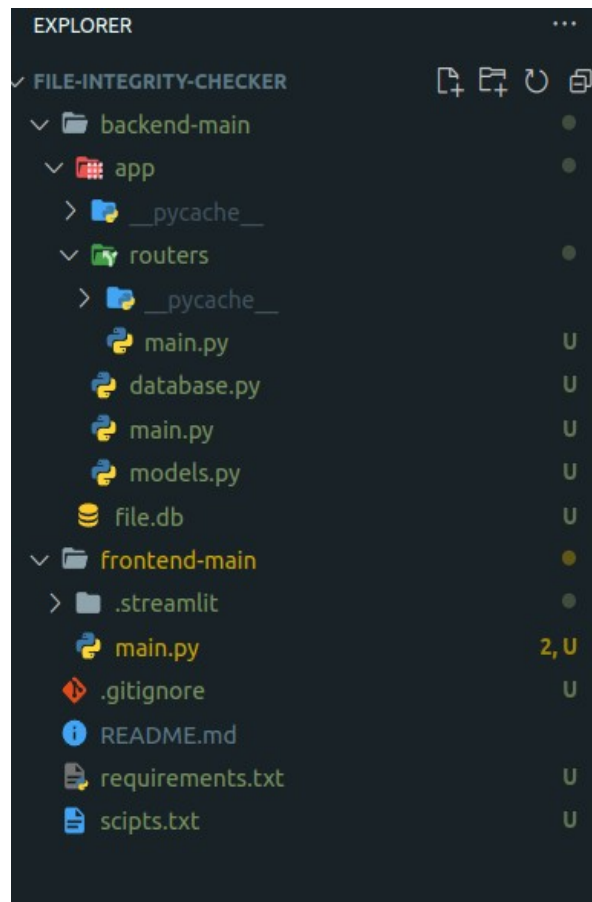 EXPLORER ...
FILE-INTEGRITY-CHECKER
backend-main
app
__pycache__
routers
__pycache__
main.py U
database.py U
main.py U
models.py U
file.db U
frontend-main
.streamlit
main.py 2, U
.gitignore U
README.md
requirements.txt U
scipts.txt U